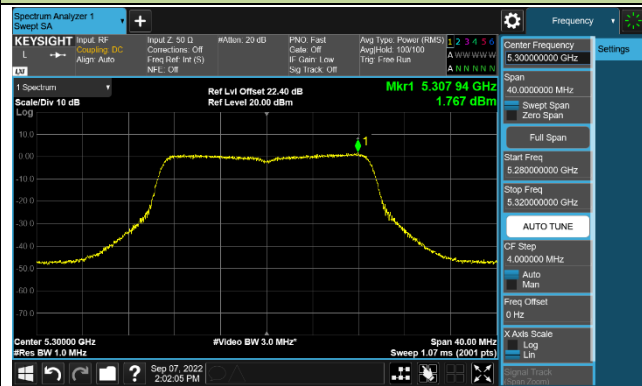 Spectrum Analyzer 1
Swept SA
+
Frequency
KEYSIGHT
L
LXI
Input: RF
Coupling: DC
Align: Auto
Input Z: 50 Ω
Corrections: Off
Freq Ref: Int (S)
NFE: Off
#Atten: 20 dB
PNO: Fast
Gate: Off
IF Gain: Low
Sig Track: Off
Avg Type: Power (RMS)
Avg|Hold: 100/100
Trig: Free Run
1 2 3 4 5 6
A W W W W W
A N N N N N
1 Spectrum
Scale/Div 10 dB
Log
Ref Lvl Offset 22.40 dB
Ref Level 20.00 dBm
Mkr1 5.307 94 GHz
1.767 dBm
1
10.0
0.00
-10.0
-20.0
-30.0
-40.0
-50.0
-60.0
-70.0
Center 5.30000 GHz
#Res BW 1.0 MHz
#Video BW 3.0 MHz*
Span 40.00 MHz
Sweep 1.07 ms (2001 pts)
Sep 07, 2022
2:02:05 PM
?
Center Frequency
5.300000000 GHz
Span
40.0000000 MHz
Swept Span
Zero Span
Full Span
Start Freq
5.280000000 GHz
Stop Freq
5.320000000 GHz
AUTO TUNE
CF Step
4.000000 MHz
Auto
Man
Freq Offset
0 Hz
X Axis Scale
Log
Lin
Signal Track
(Span Zoom)
Settings